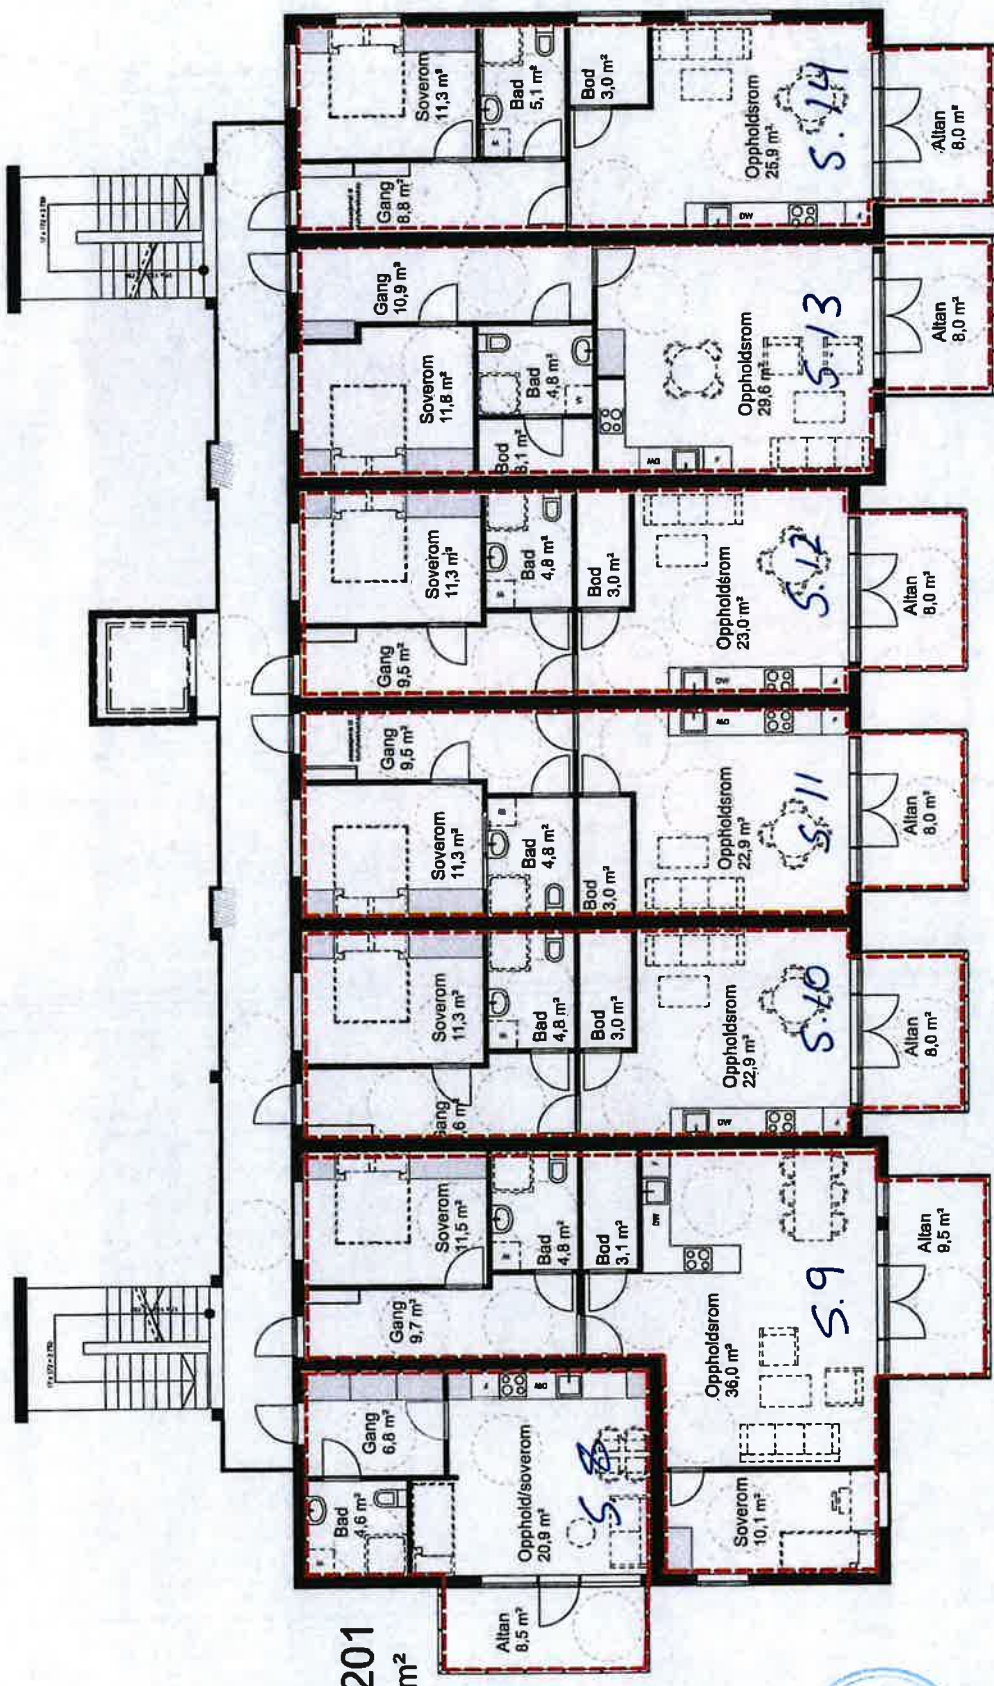 Soverom
11,3 m²
Bad
5,1 m²
Bod
3,0 m²
Gang
8,8 m²
Oppholdsrom
25,9 m²
DW
S.14
Altan
8,0 m²
Gang
10,9 m²
Soverom
11,8 m²
Bad
4,8 m²
Bod
3,1 m²
Oppholdsrom
29,6 m²
DW
S.13
Altan
8,0 m²
Soverom
11,3 m²
Bad
4,8 m²
Bod
3,0 m²
Gang
9,5 m²
Oppholdsrom
23,0 m²
DW
S.12
Altan
8,0 m²
Gang
9,5 m²
Soverom
11,3 m²
Bad
4,8 m²
Bod
3,0 m²
Oppholdsrom
22,9 m²
DW
S.11
Altan
8,0 m²
Soverom
11,3 m²
Bad
4,8 m²
Bod
3,0 m²
Gang
,6 m²
Oppholdsrom
22,9 m²
DW
S.10
Altan
8,0 m²
Soverom
11,5 m²
Bad
4,8 m²
Bod
3,1 m²
Gang
9,7 m²
Oppholdsrom
36,0 m²
DW
S.9
Altan
9,5 m²
Soverom
10,1 m²
Gang
6,8 m²
Bad
4,6 m²
Opphold/soverom
20,9 m²
DW
S.8
Altan
8,5 m²
201
m²